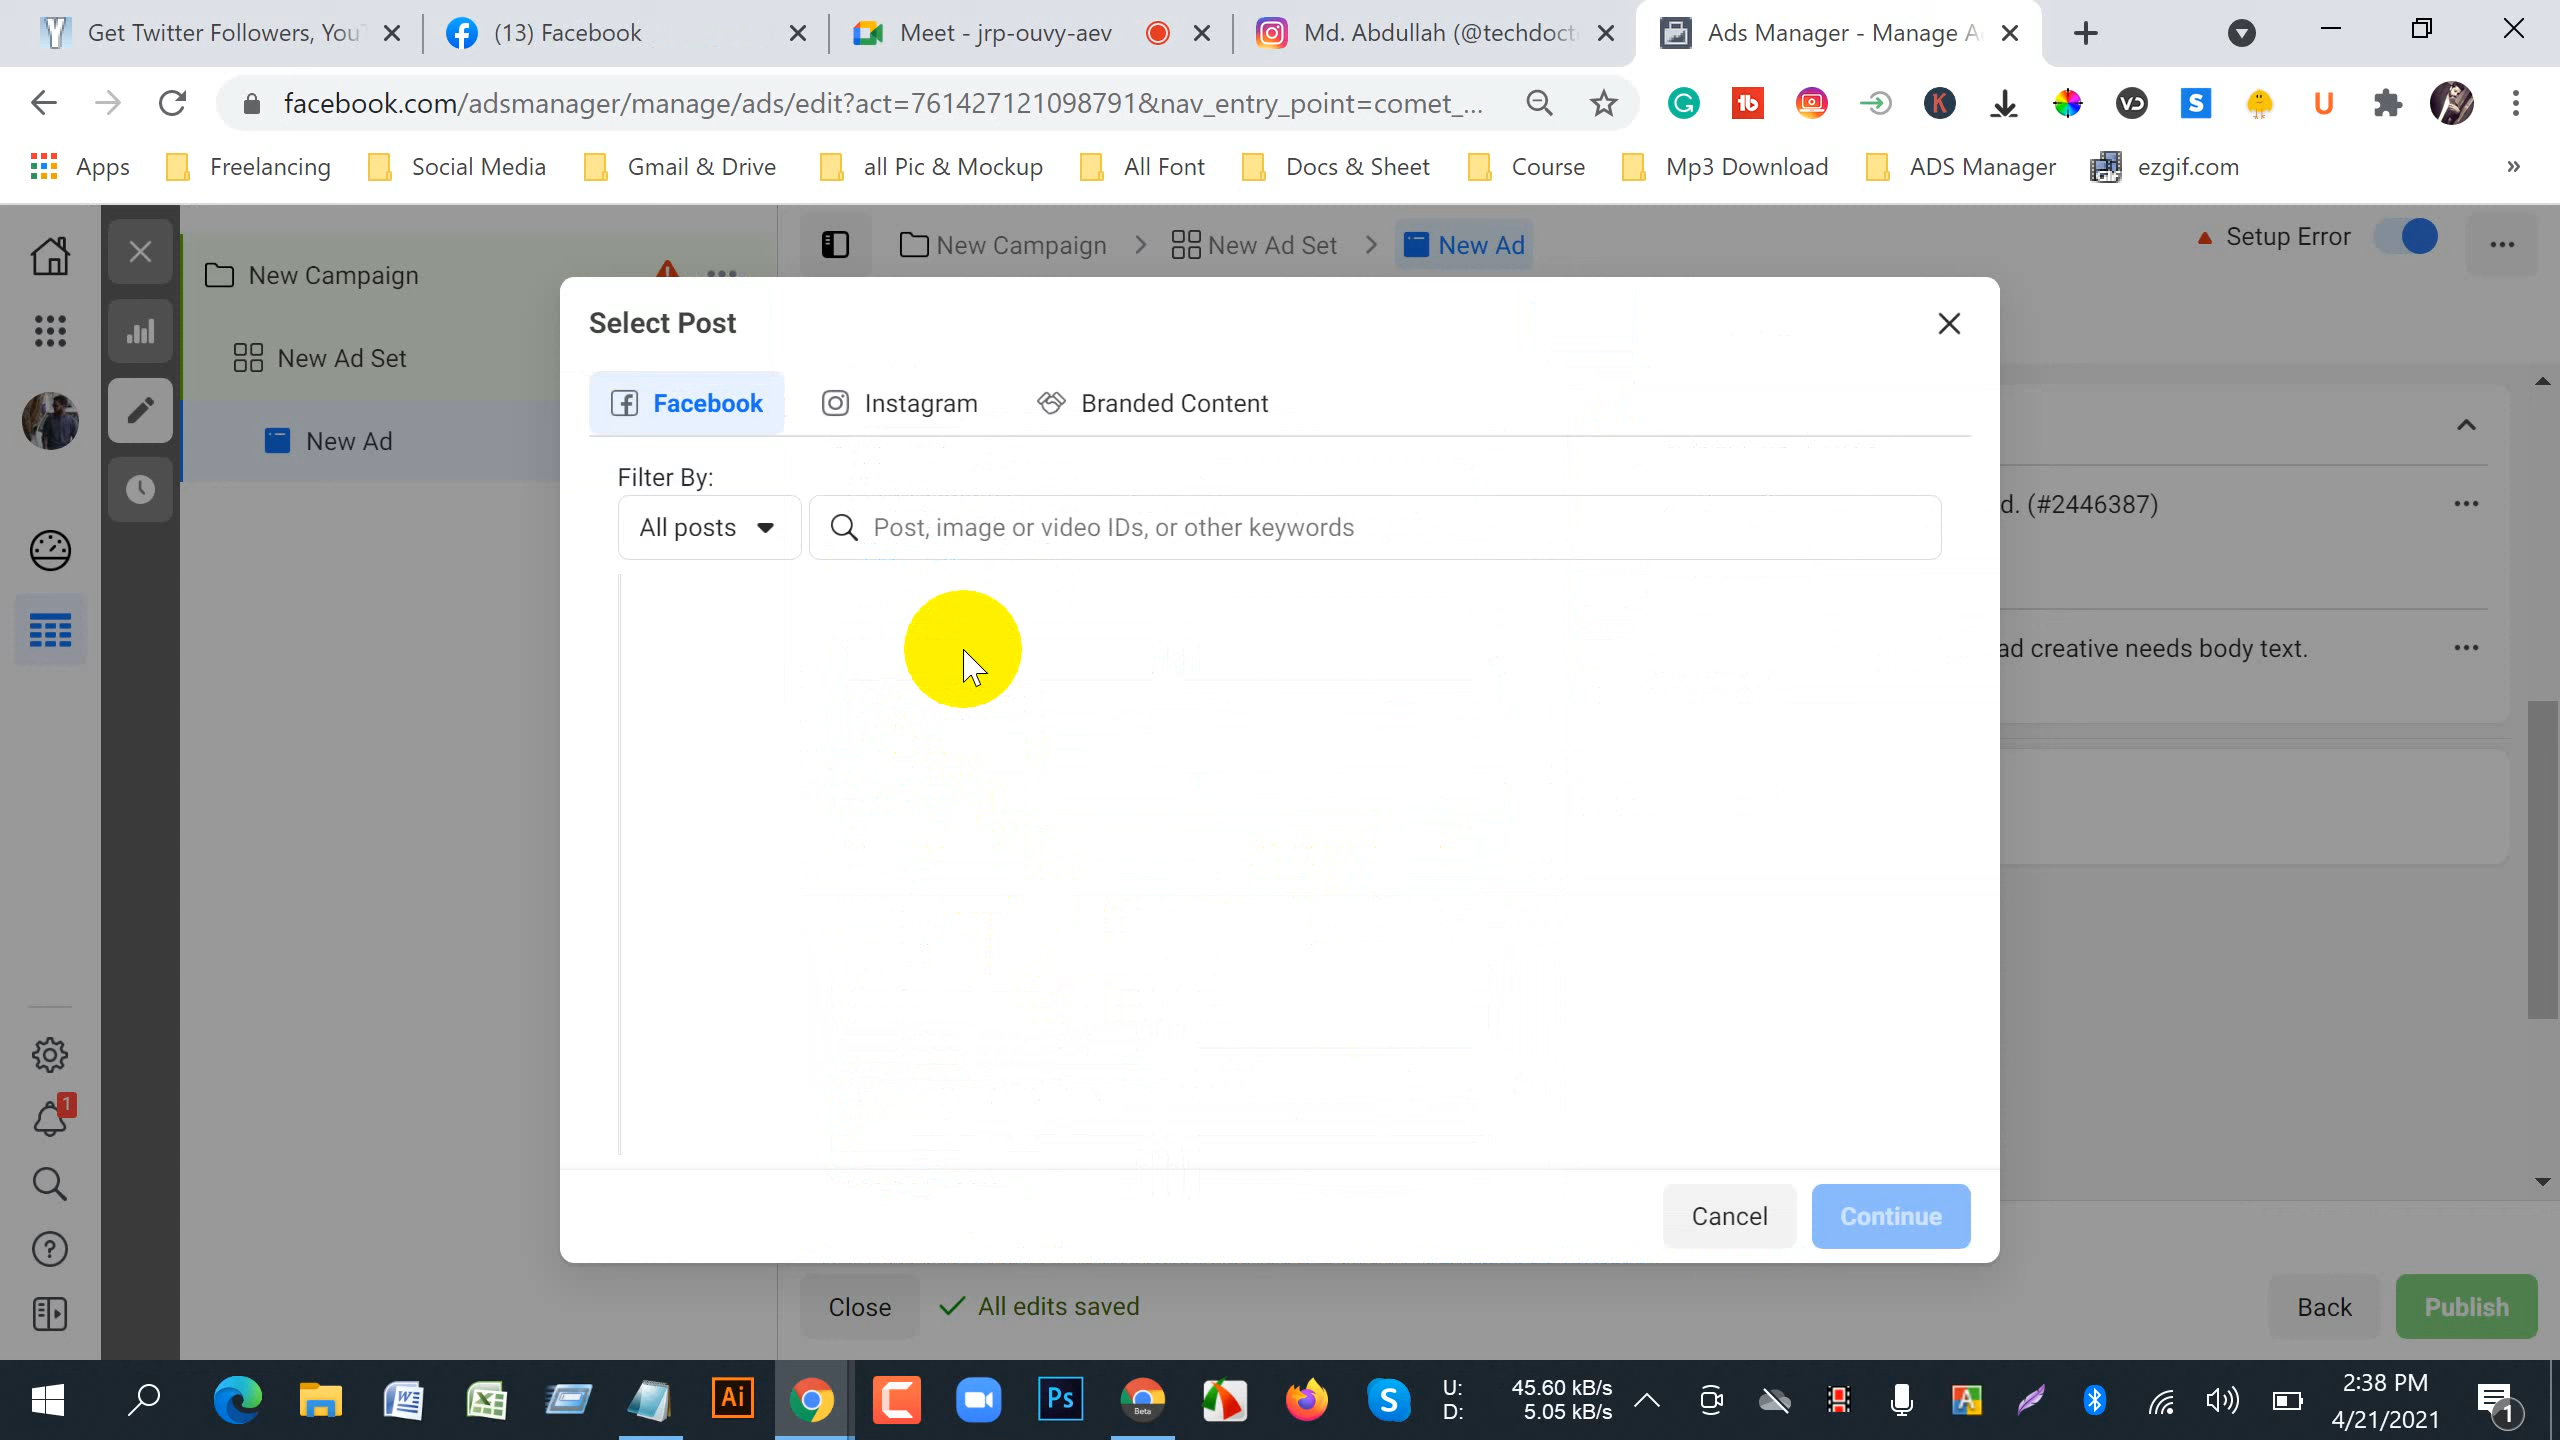 Get Twitter Followers, You
(13) Facebook
Meet - jrp-ouvy-aev
Md. Abdullah (@techdoct
Ads Manager - Manage A
facebook.com/adsmanager/manage/ads/edit?act=761427121098791&nav_entry_point=comet_...
Apps
Freelancing
Social Media
Gmail & Drive
all Pic & Mockup
All Font
Docs & Sheet
Course
Mp3 Download
ADS Manager
ezgif.com
»
New Campaign
New Ad Set
New Ad
New Campaign > New Ad Set > New Ad
Setup Error
Select Post
Facebook
Instagram
Branded Content
Filter By:
All posts
Post, image or video IDs, or other keywords
d. (#2446387)
ad creative needs body text.
1
Cancel
Continue
Close
All edits saved
Back
Publish
Ai
Ps
Beta
U: 45.60 kB/s
D: 5.05 kB/s
2:38 PM
4/21/2021
1